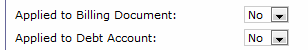 Applied to Billing Document: No
Applied to Debt Account: No